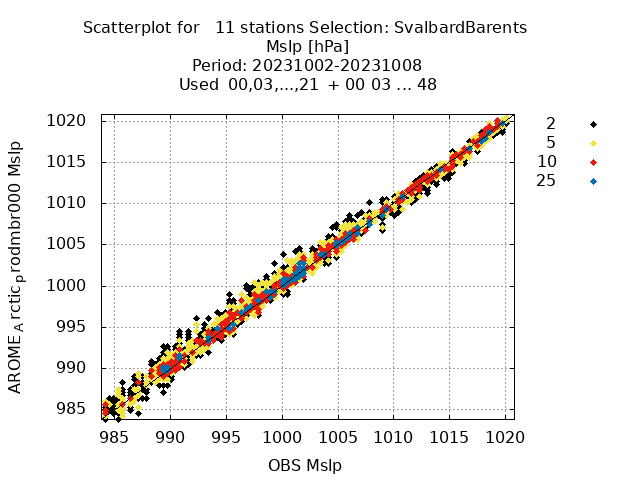 Scatterplot for 11 stations Selection: SvalbardBarents
Mslp [hPa]
Period: 20231002-20231008
Used 00,03,...,21 + 00 03 ... 48
AROME_Arctic_prodmbr000 Mslp
1020
1015
1010
1005
1000
995
990
985
985 990 995 1000 1005 1010 1015 1020
OBS Mslp
2
5
10
25